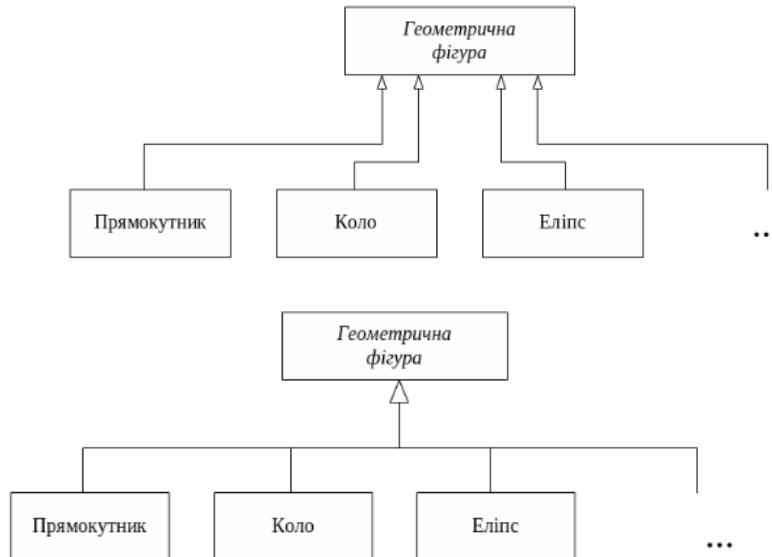 Геометрична
фігура
Прямокутник
Коло
Еліпс
..
Геометрична
фігура
Прямокутник
Коло
Еліпс
...